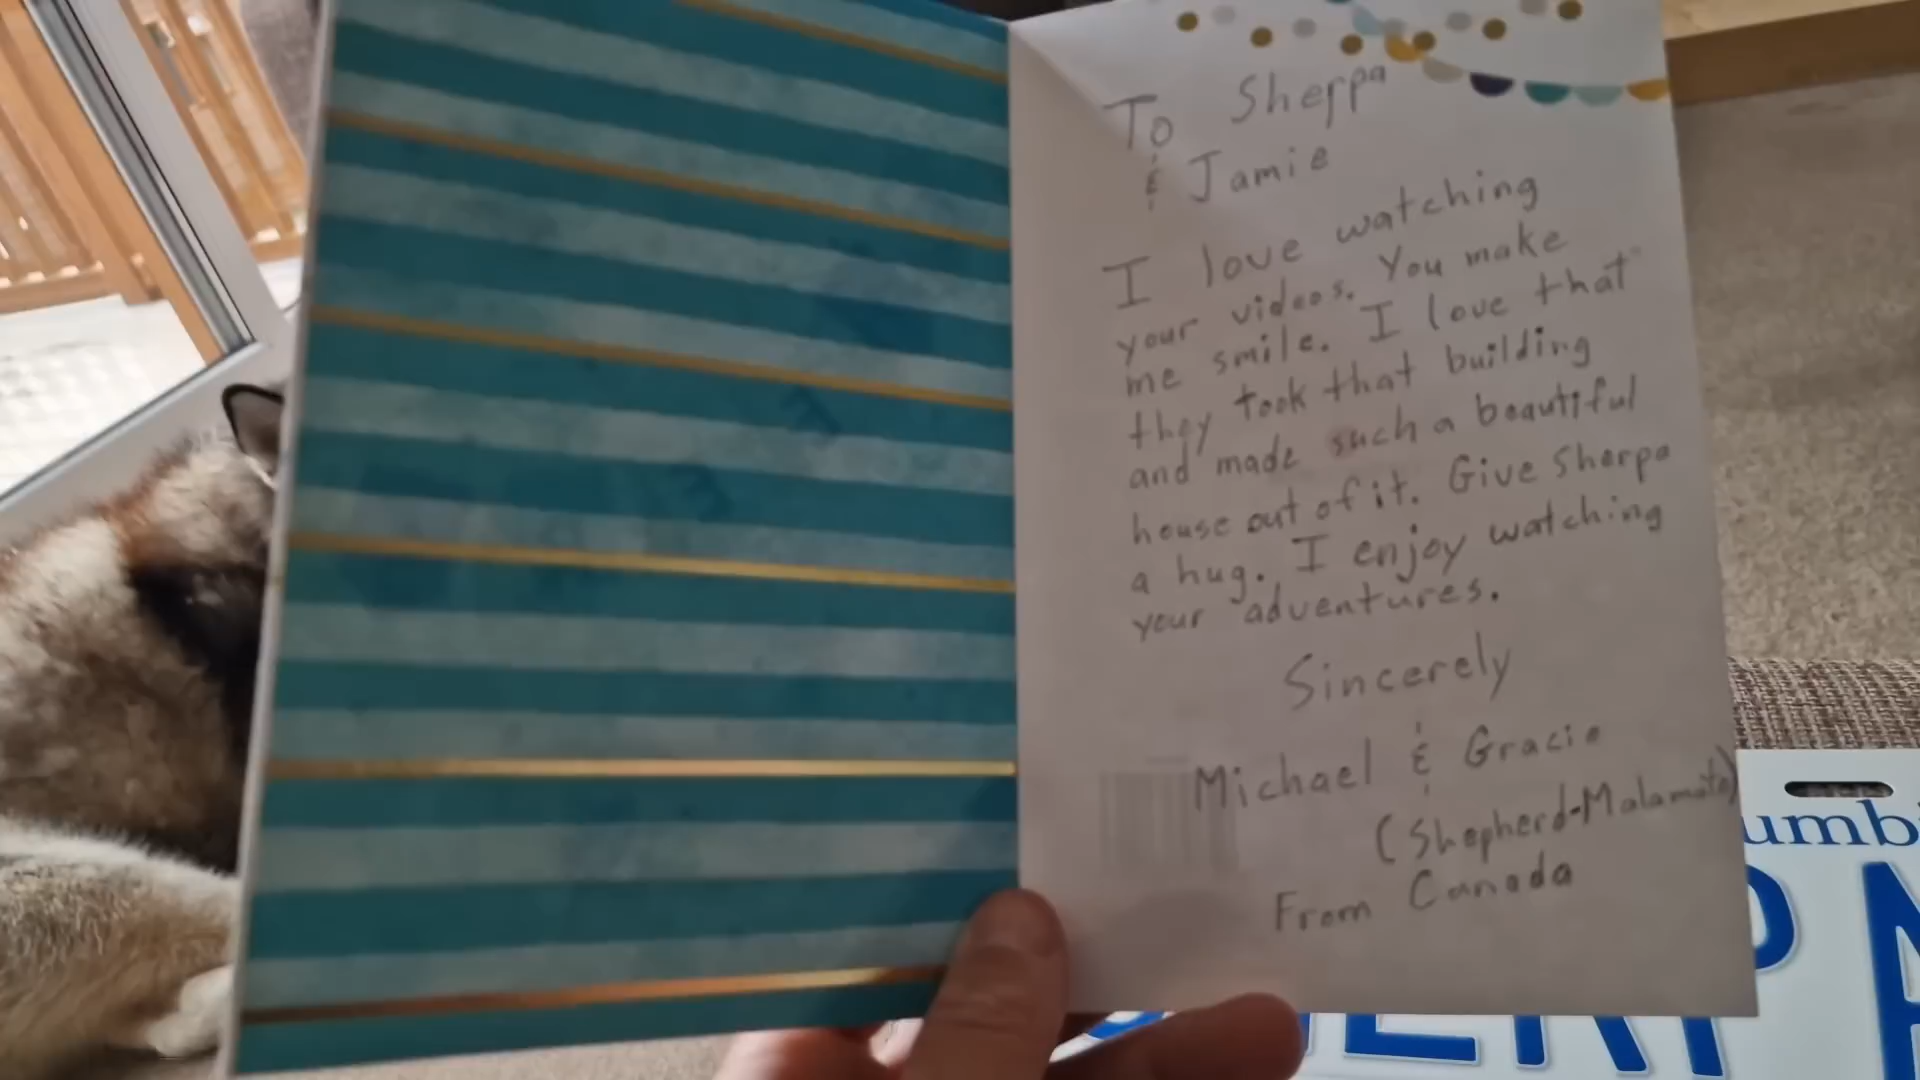 To Sherpa
& Jamie
I love watching
your videos. You make
me smile. I love that
they took that building
and made such a beautiful
house out of it. Give Sherpa
a hug. I enjoy watching
your adventures.
Sincerely
Michael & Gracie
(Shepherd-Malamute)
From Canada
umbi
ERPA